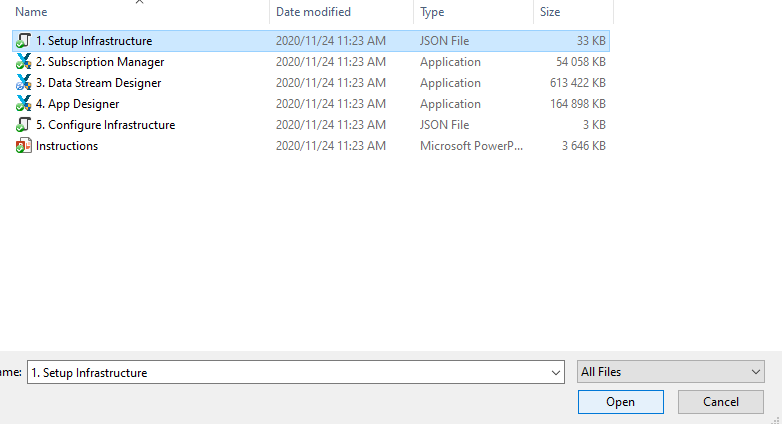 Name Date modified Type Size
1. Setup Infrastructure 2020/11/24 11:23 AM JSON File 33 KB
2. Subscription Manager 2020/11/24 11:23 AM Application 54 058 KB
3. Data Stream Designer 2020/11/24 11:23 AM Application 613 422 KB
4. App Designer 2020/11/24 11:23 AM Application 164 898 KB
5. Configure Infrastructure 2020/11/24 11:23 AM JSON File 3 KB
Instructions 2020/11/24 11:23 AM Microsoft PowerP... 3 646 KB
ame: 1. Setup Infrastructure All Files
Open Cancel